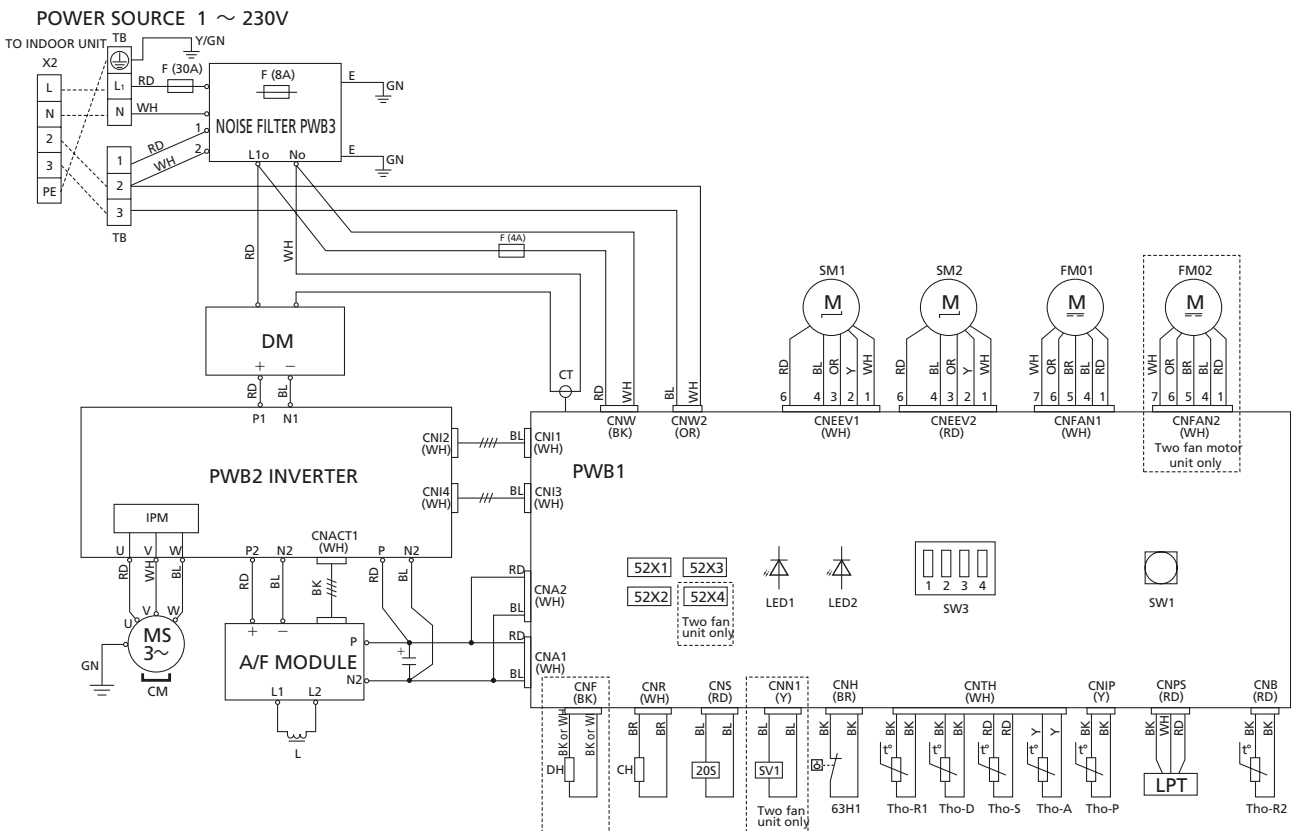 POWER SOURCE 1 ～ 230V
TO INDOOR UNIT
TB
Y/GN
X2
L
N
2
3
PE
L1
N
RD
F (30A)
WH
F (8A)
NOISE FILTER PWB3
1
2
L1o
No
E
GN
E
GN
1
2
3
TB
RD
WH
RD
WH
F (4A)
DM
+
−
RD
BL
P1
N1
CT
RD
WH
BL
WH
CNW
(BK)
CNW2
(OR)
SM1
M
RD
BL
OR
Y
WH
6
4
3
2
1
CNEEV1
(WH)
SM2
M
RD
BL
OR
Y
WH
6
4
3
2
1
CNEEV2
(RD)
FM01
M
WH
OR
BR
BL
RD
7
6
5
4
1
CNFAN1
(WH)
FM02
M
WH
OR
BR
BL
RD
7
6
5
4
1
CNFAN2
(WH)
Two fan motor
unit only
PWB2 INVERTER
CNI2
(WH)
BL
CNI1
(WH)
CNI4
(WH)
BL
CNI3
(WH)
PWB1
IPM
U
V
W
RD
WH
BL
U
V
W
MS
3～
GN
CM
P2
N2
RD
BL
CNACT1
(WH)
BK
P
N2
RD
BL
+
−
A/F MODULE
P
N2
L1
L2
L
+
RD
BL
CNA2
(WH)
RD
BL
CNA1
(WH)
52X1
52X3
52X2
52X4
Two fan
unit only
LED1
LED2
1
2
3
4
SW3
SW1
CNF
(BK)
BK or WH
BK or W
DH
CNR
(WH)
BR
BR
CH
CNS
(RD)
BL
BL
20S
CNN1
(Y)
BL
BL
SV1
Two fan
unit only
CNH
(BR)
BK
BK
63H1
CNTH
(WH)
BK
BK
t°
Tho-R1
BK
BK
t°
Tho-D
RD
RD
t°
Tho-S
Y
Y
t°
Tho-A
CNIP
(Y)
BK
BK
t°
Tho-P
CNPS
(RD)
BK
WH
RD
LPT
CNB
(RD)
BK
BK
t°
Tho-R2